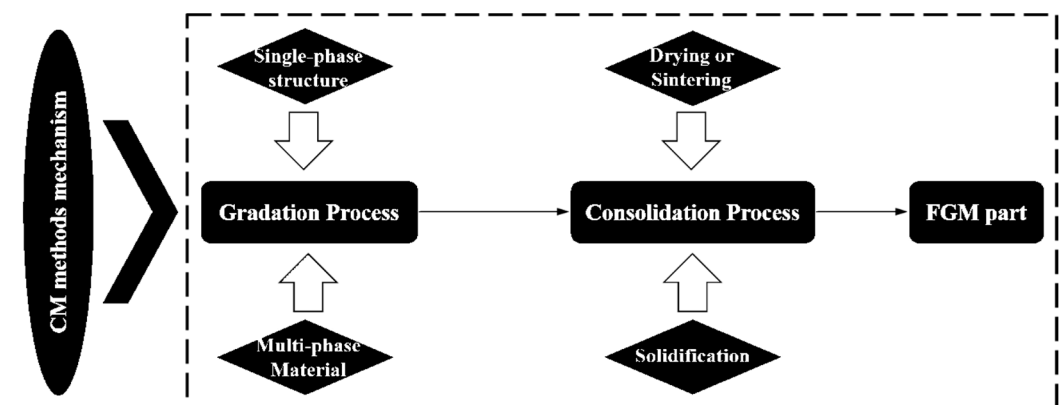 CM methods mechanism
Single-phase
structure
Drying or
Sintering
Gradation Process
Consolidation Process
FGM part
Multi-phase
Material
Solidification